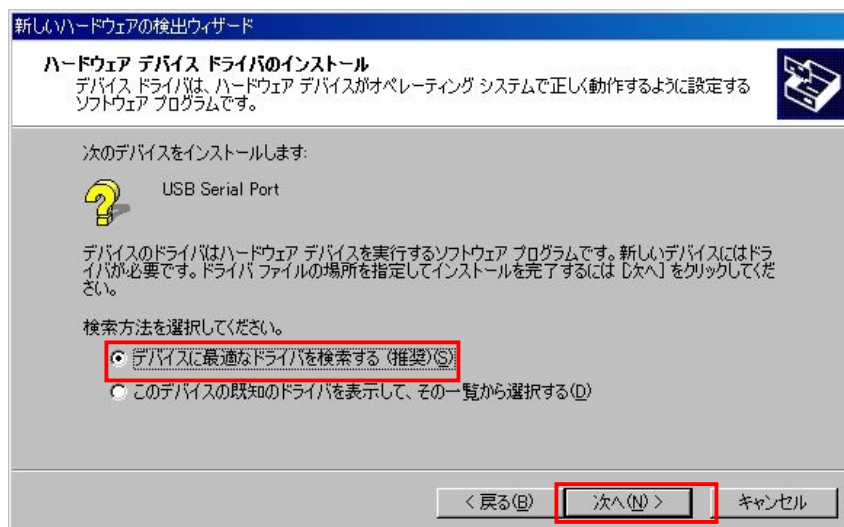 新しいハードウェアの検出ウィザード
ハードウェア デバイス ドライバのインストール
デバイス ドライバは、ハードウェア デバイスがオペレーティング システムで正しく動作するように設定する
ソフトウェア プログラムです。
次のデバイスをインストールします:
USB Serial Port
デバイスのドライバはハードウェア デバイスを実行するソフトウェア プログラムです。新しいデバイスにはドラ
イバが必要です。ドライバ ファイルの場所を指定してインストールを完了するには [次へ] をクリックしてくだ
さい。
検索方法を選択してください。
デバイスに最適なドライバを検索する (推奨)(S)
このデバイスの既知のドライバを表示して、その一覧から選択する(D)
< 戻る(B) 次へ(N) > キャンセル